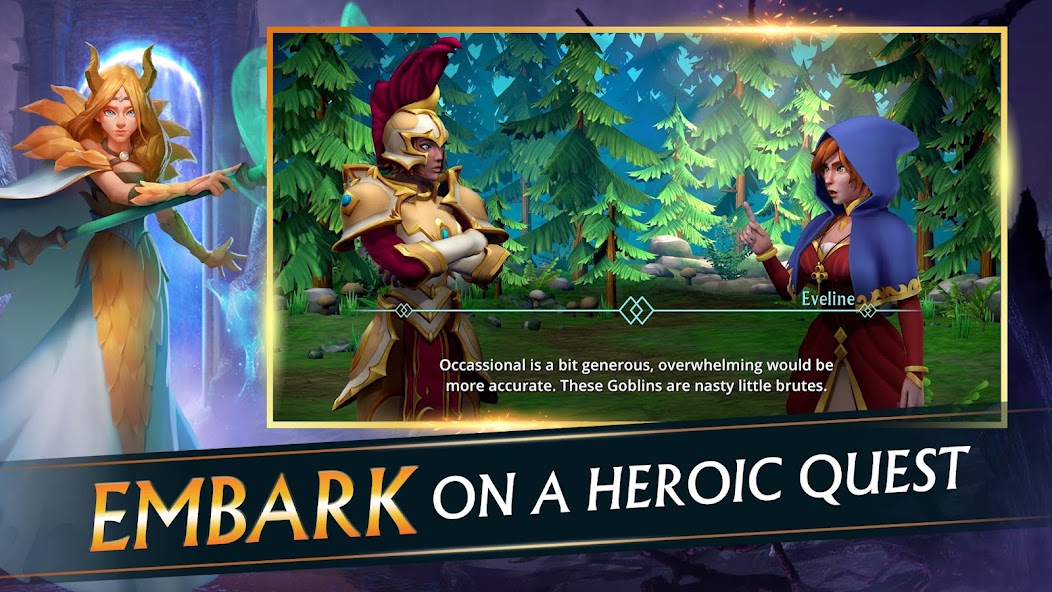 Eveline
Occassional is a bit generous, overwhelming would be
more accurate. These Goblins are nasty little brutes.
EMBARK ON A HEROIC QUEST